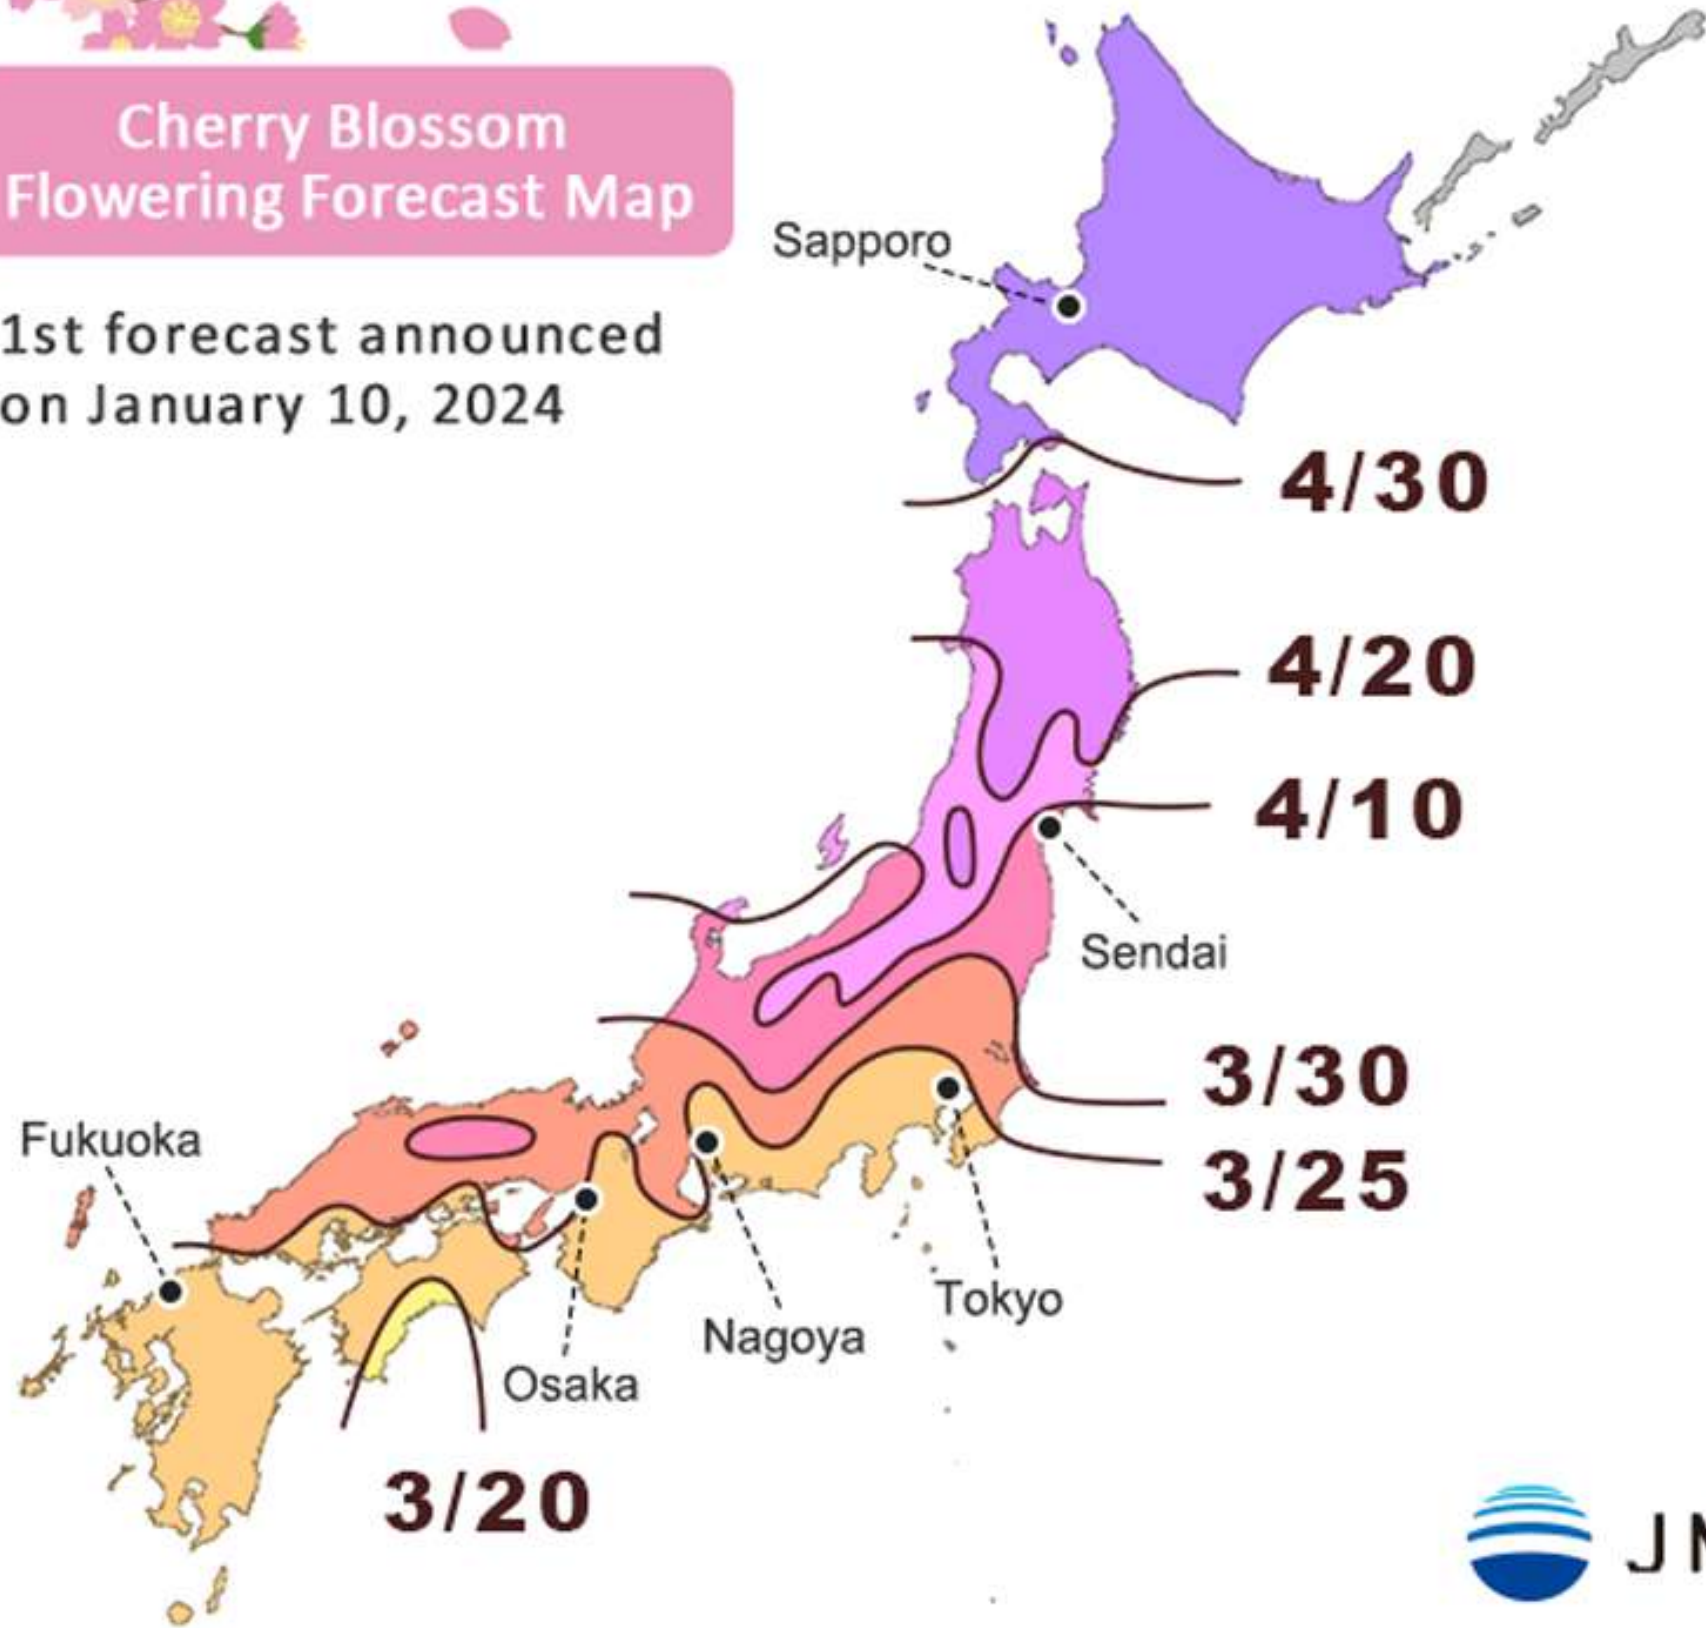 Cherry Blossom
Flowering Forecast Map
1st forecast announced
on January 10, 2024
Sapporo
4/30
4/20
4/10
Sendai
3/30
Fukuoka
3/25
Tokyo
Nagoya
Osaka
3/20